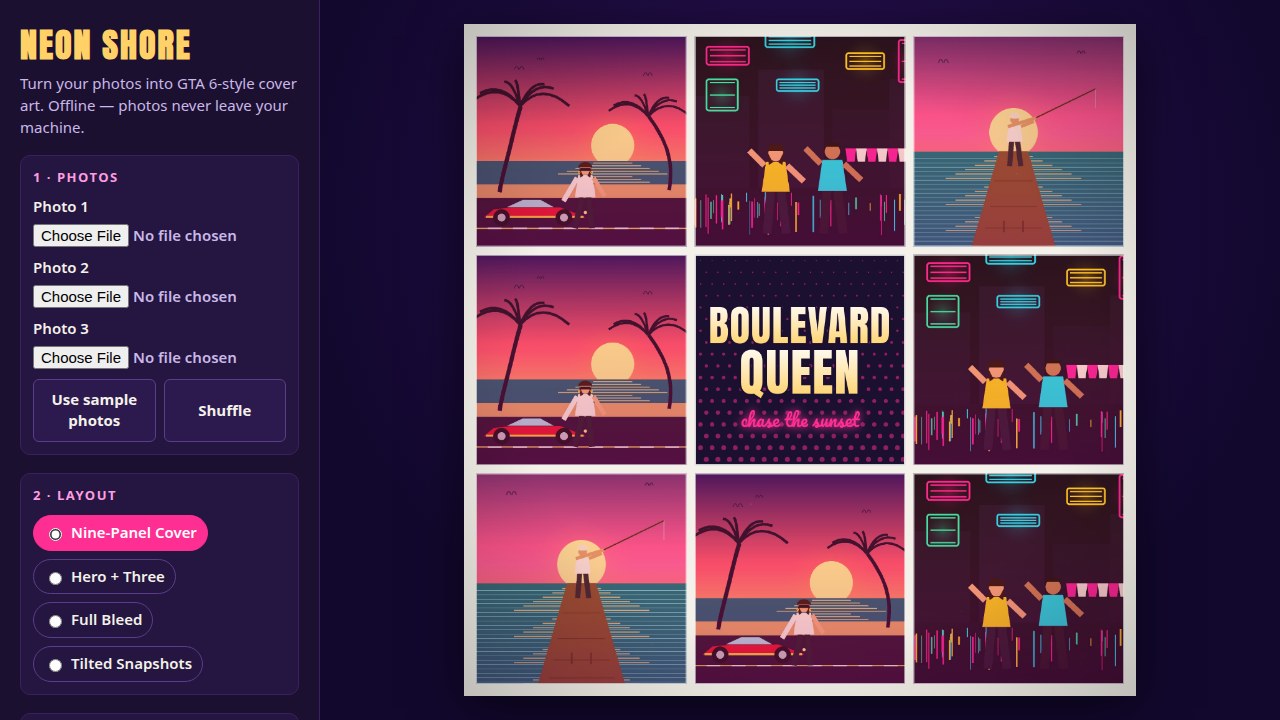 NEON SHORE
Turn your photos into GTA 6-style cover
art. Offline — photos never leave your
machine.
1 · PHOTOS
Photo 1
Choose File No file chosen
Photo 2
Choose File No file chosen
Photo 3
Choose File No file chosen
Use sample
photos
Shuffle
2 · LAYOUT
Nine-Panel Cover
Hero + Three
Full Bleed
Tilted Snapshots
BOULEVARD
QUEEN
chase the sunset